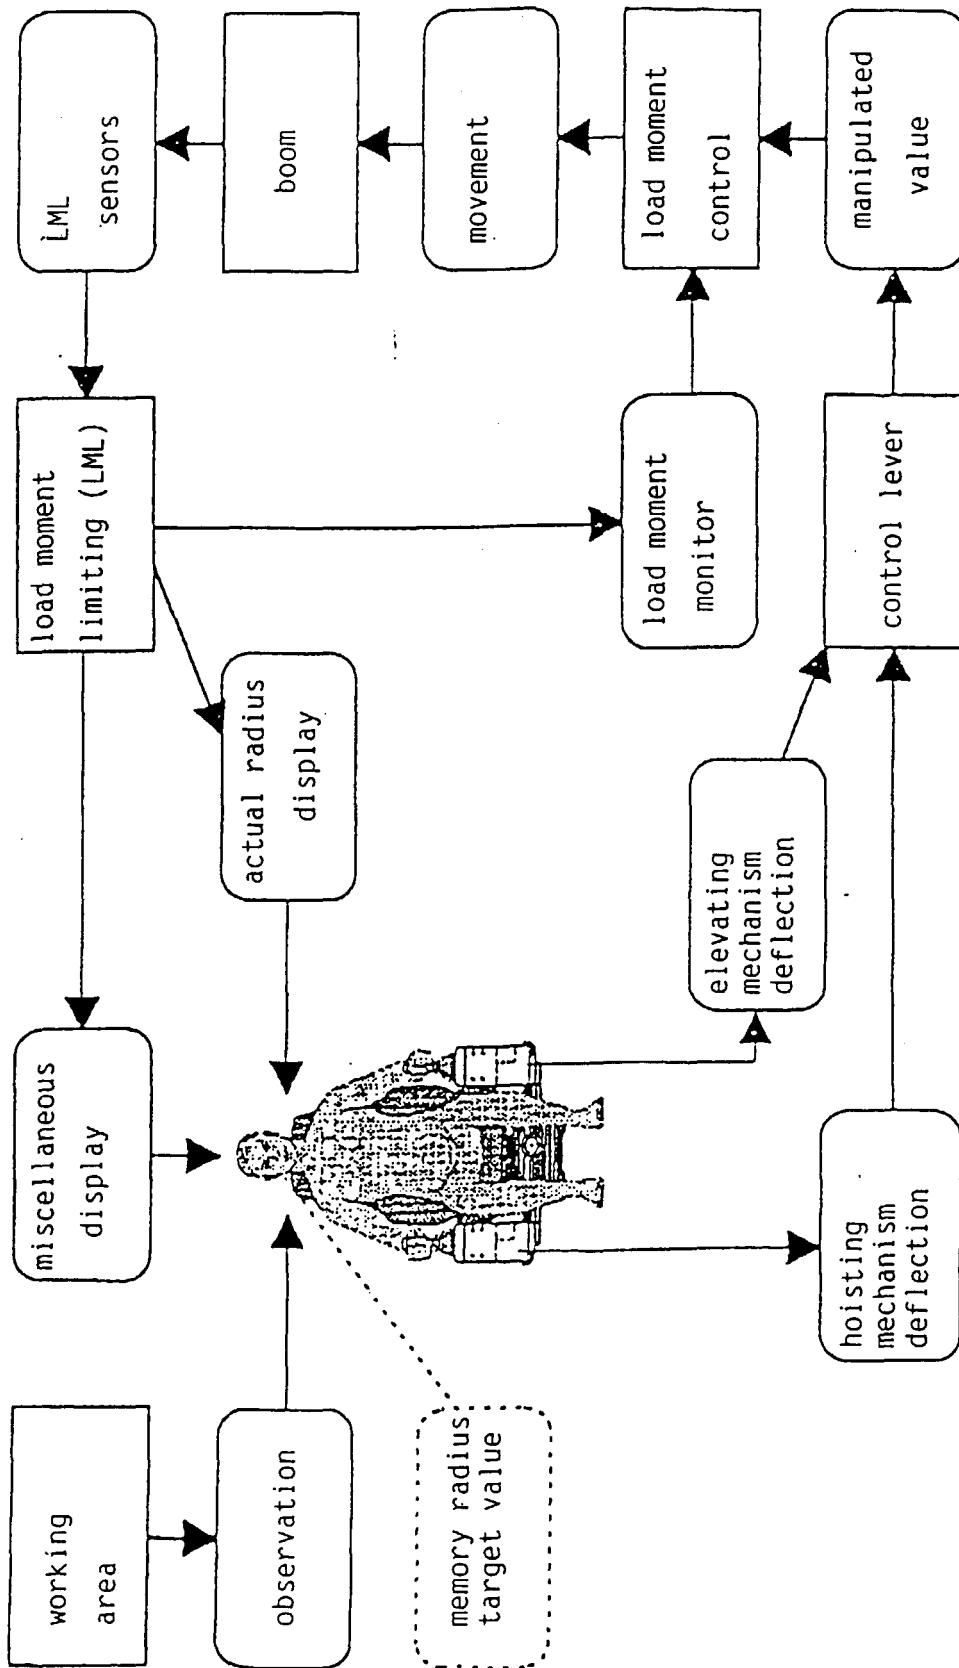 working
area
observation
memory radius
target value
miscellaneous
display
actual radius
display
load moment
limiting (LML)
LML
sensors
boom
movement
load moment
control
manipulated
value
load moment
monitor
control lever
elevating
mechanism
deflection
hoisting
mechanism
deflection